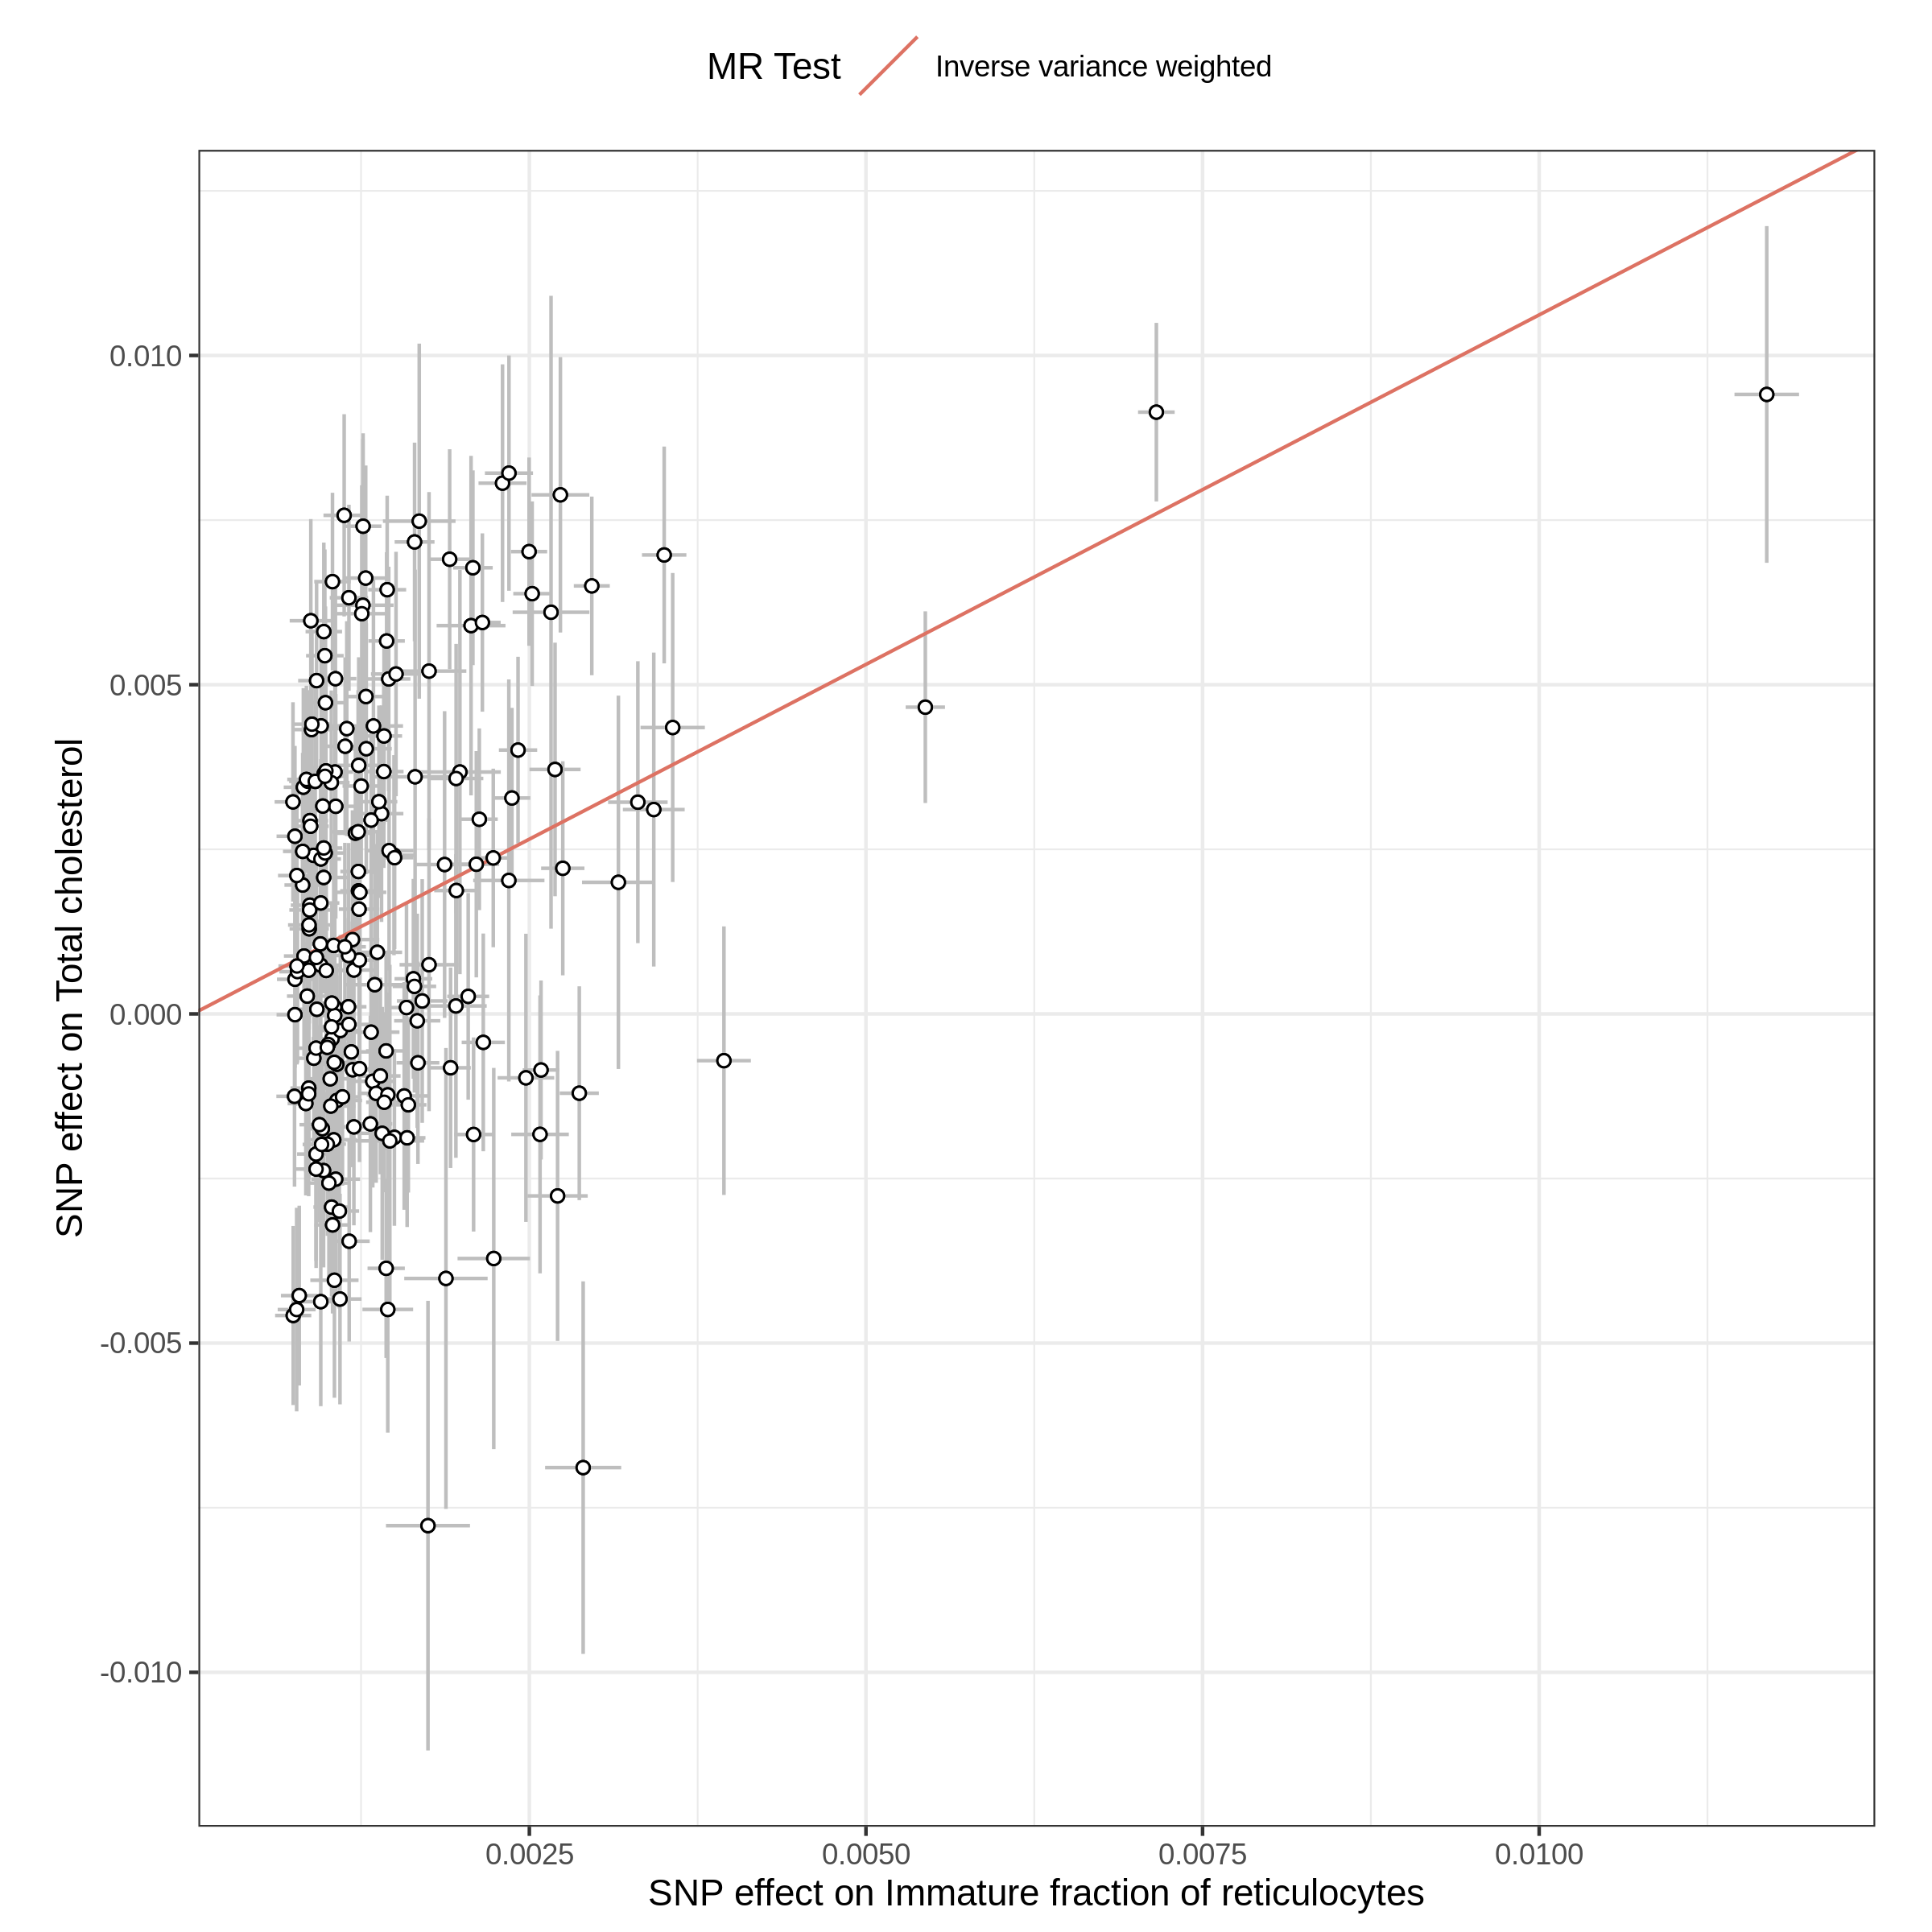 MR Test
Inverse variance weighted
SNP effect on Total cholesterol
0.010
0.005
0.000
-0.005
-0.010
0.0025
0.0050
0.0075
0.0100
SNP effect on Immature fraction of reticulocytes